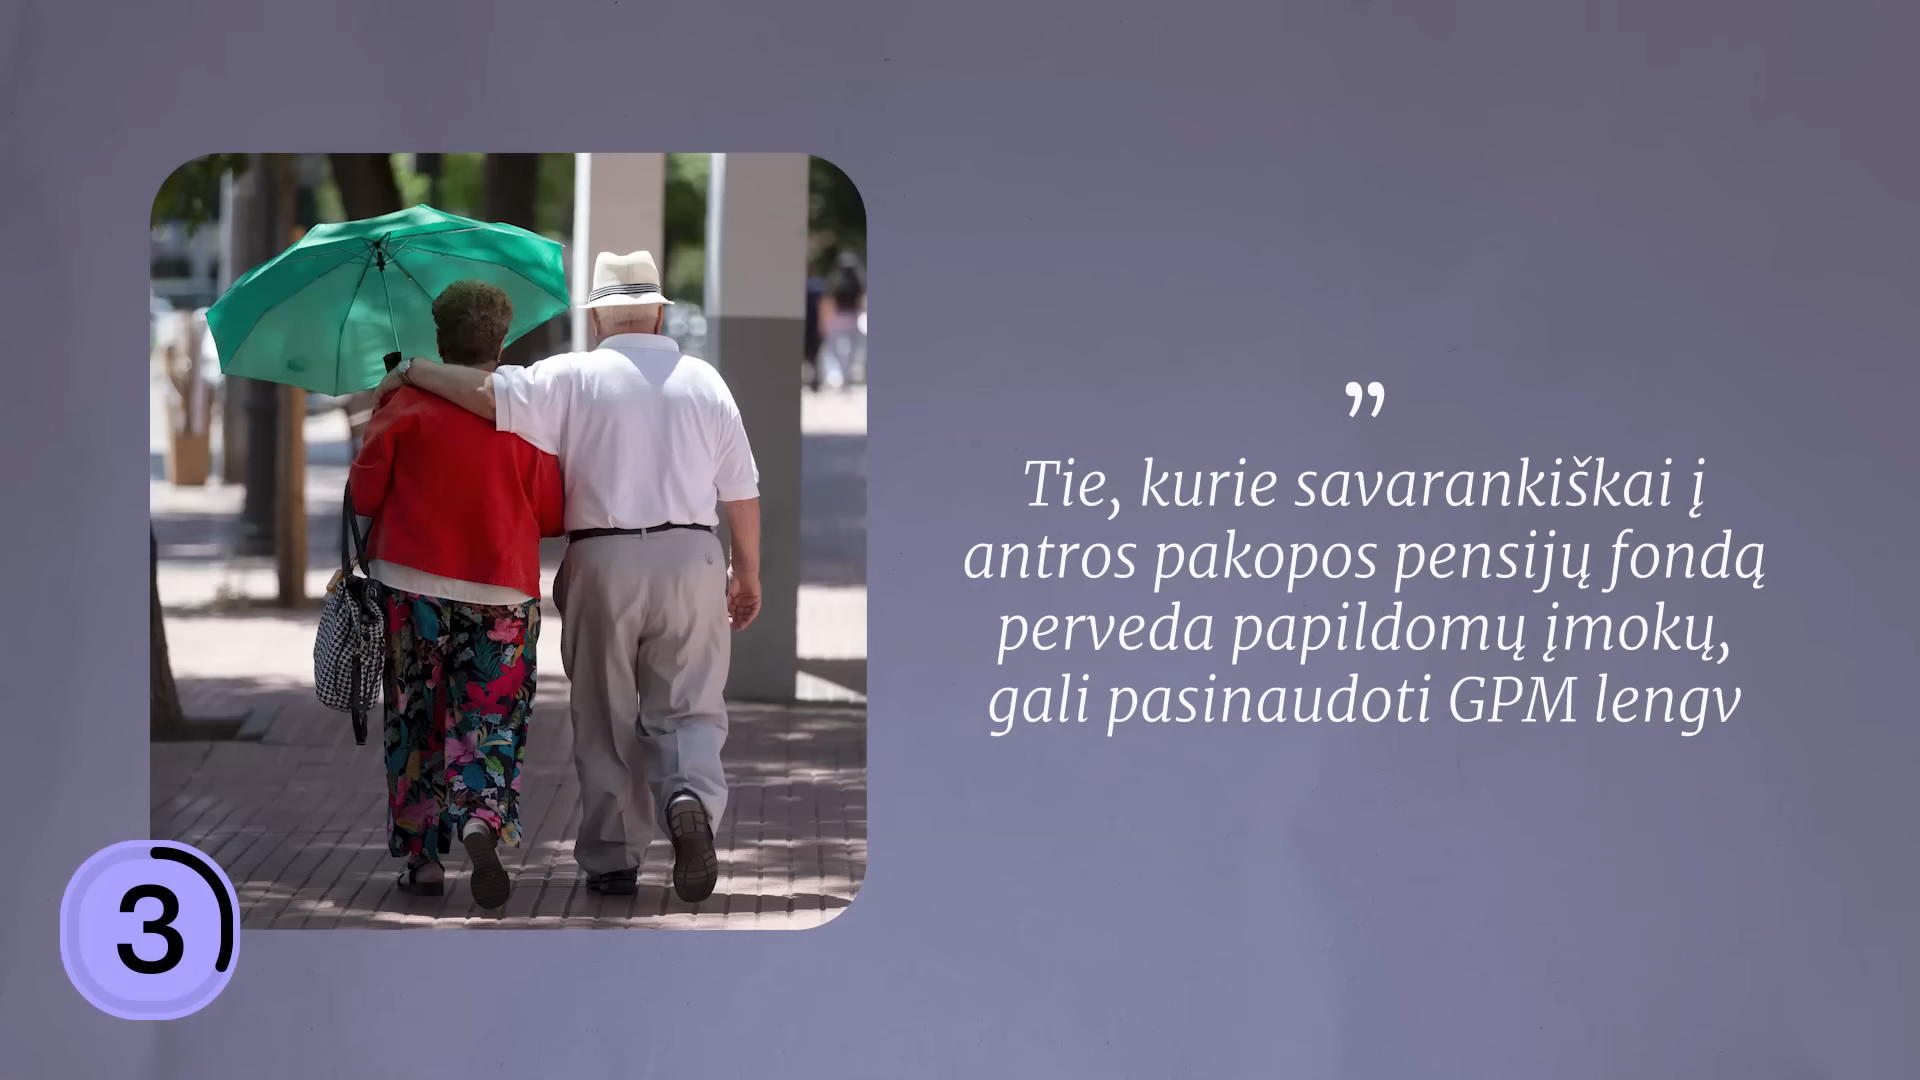 ”
Tie, kurie savarankiškai į
antros pakopos pensijų fondą
perveda papildomų įmokų,
gali pasinaudoti GPM lengv
3